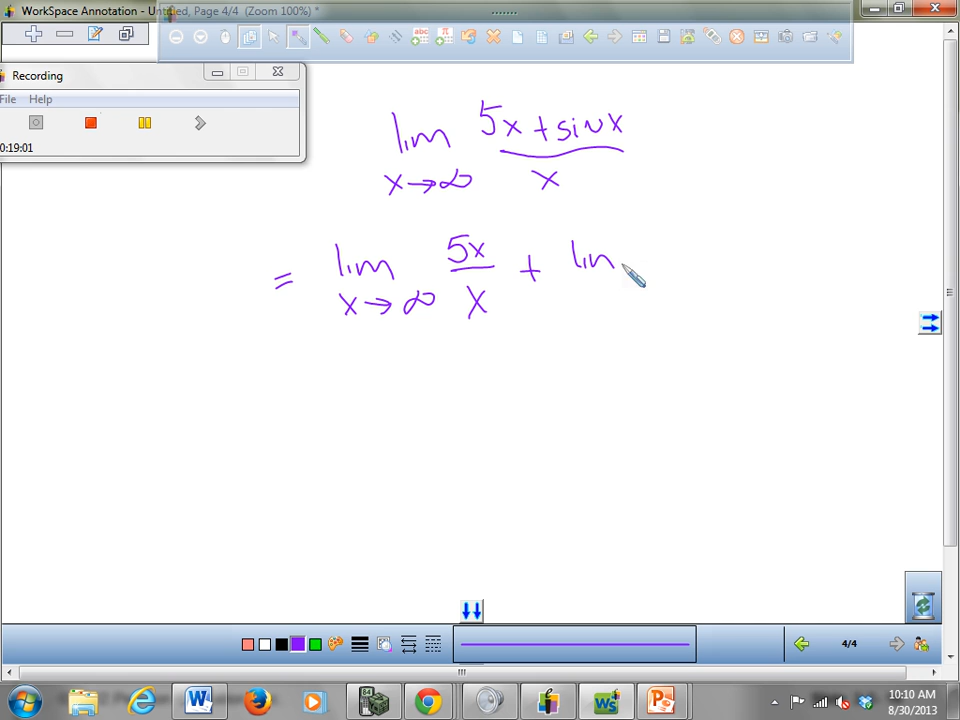 WorkSpace Annotation - Untitled, Page 4/4 (Zoom 100%) *
Recording
File Help
0:19:01
lim 5x + sin x
x→∞ x
= lim 5x + lin
x→∞ x
4/4
10:10 AM
8/30/2013